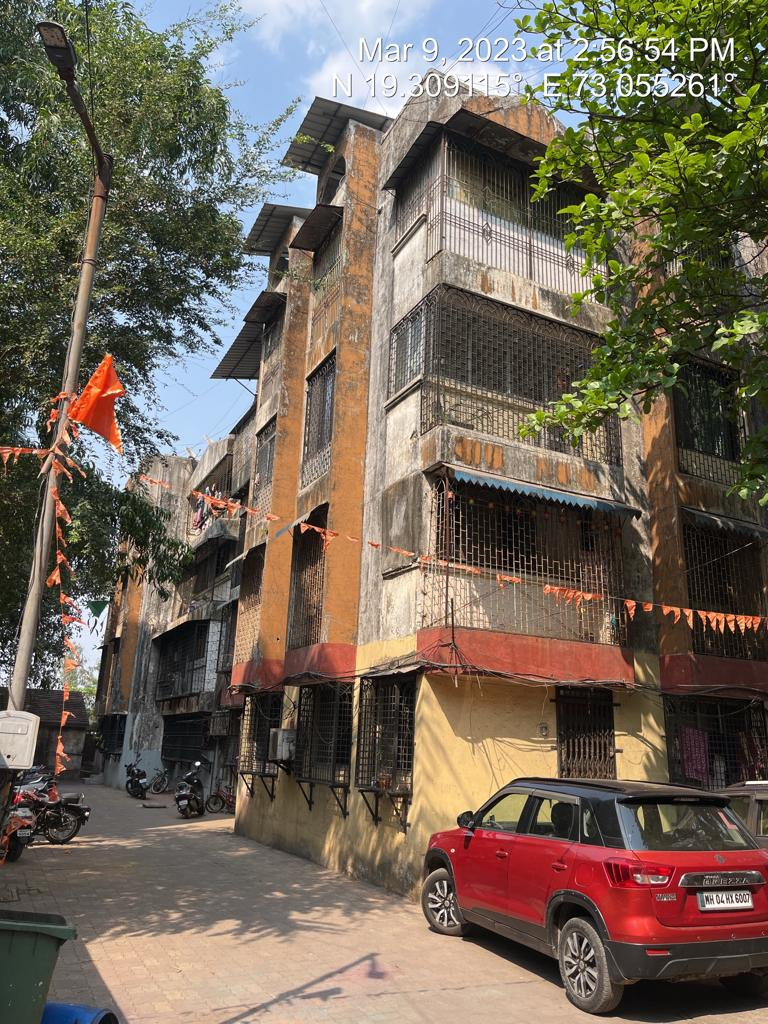 Mar 9, 2023 at 2:56:54 PM
N 19.309115°, E 73.055261°
BREZZA
MH 04 HX 6007